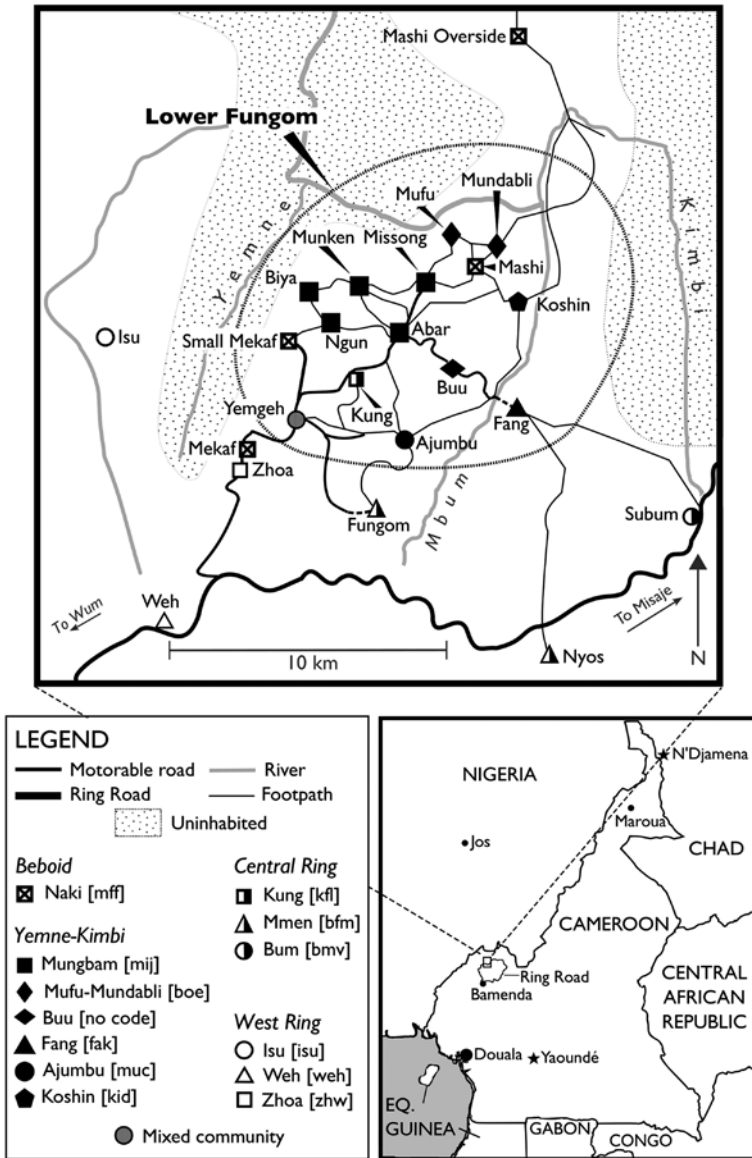 Mashi Overside
Lower Fungom
Mufu
Mundabli
Munken
Missong
Yemne
Kimbi
Biya
Mashi
Koshin
Isu
Small Mekaf
Ngun
Abar
Buu
Kung
Yemgeh
Fang
Mekaf
Ajumbu
Zhoa
Fungom
Mbum
Subum
Weh
To Wum
To Misaje
10 km
Nyos
N
LEGEND
Motorable road
River
Ring Road
Footpath
Uninhabited
Beboid
Naki [mff]
Yemne-Kimbi
Mungbam [mij]
Mufu-Mundabli [boe]
Buu [no code]
Fang [fak]
Ajumbu [muc]
Koshin [kid]
Central Ring
Kung [kfl]
Mmen [bfm]
Bum [bmv]
West Ring
Isu [isu]
Weh [weh]
Zhoa [zhw]
Mixed community
NIGERIA
N'Djamena
Maroua
Jos
CHAD
CAMEROON
CENTRAL
AFRICAN
REPUBLIC
Ring Road
Bamenda
Douala
Yaoundé
EQ.
GUINEA
GABON
CONGO